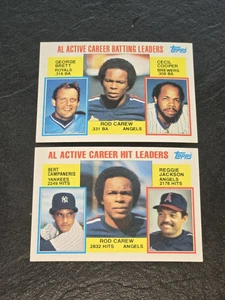 AL ACTIVE CAREER BATTING LEADERS
Topps
GEORGE
BRETT
ROYALS
.316 BA
CECIL
COOPER
BREWERS
.308 BA
ROD CAREW
.331 BA ANGELS
AL ACTIVE CAREER HIT LEADERS
Topps
BERT
CAMPANERIS
YANKEES
2249 HITS
REGGIE
JACKSON
ANGELS
2178 HITS
ROD CAREW
2832 HITS ANGELS